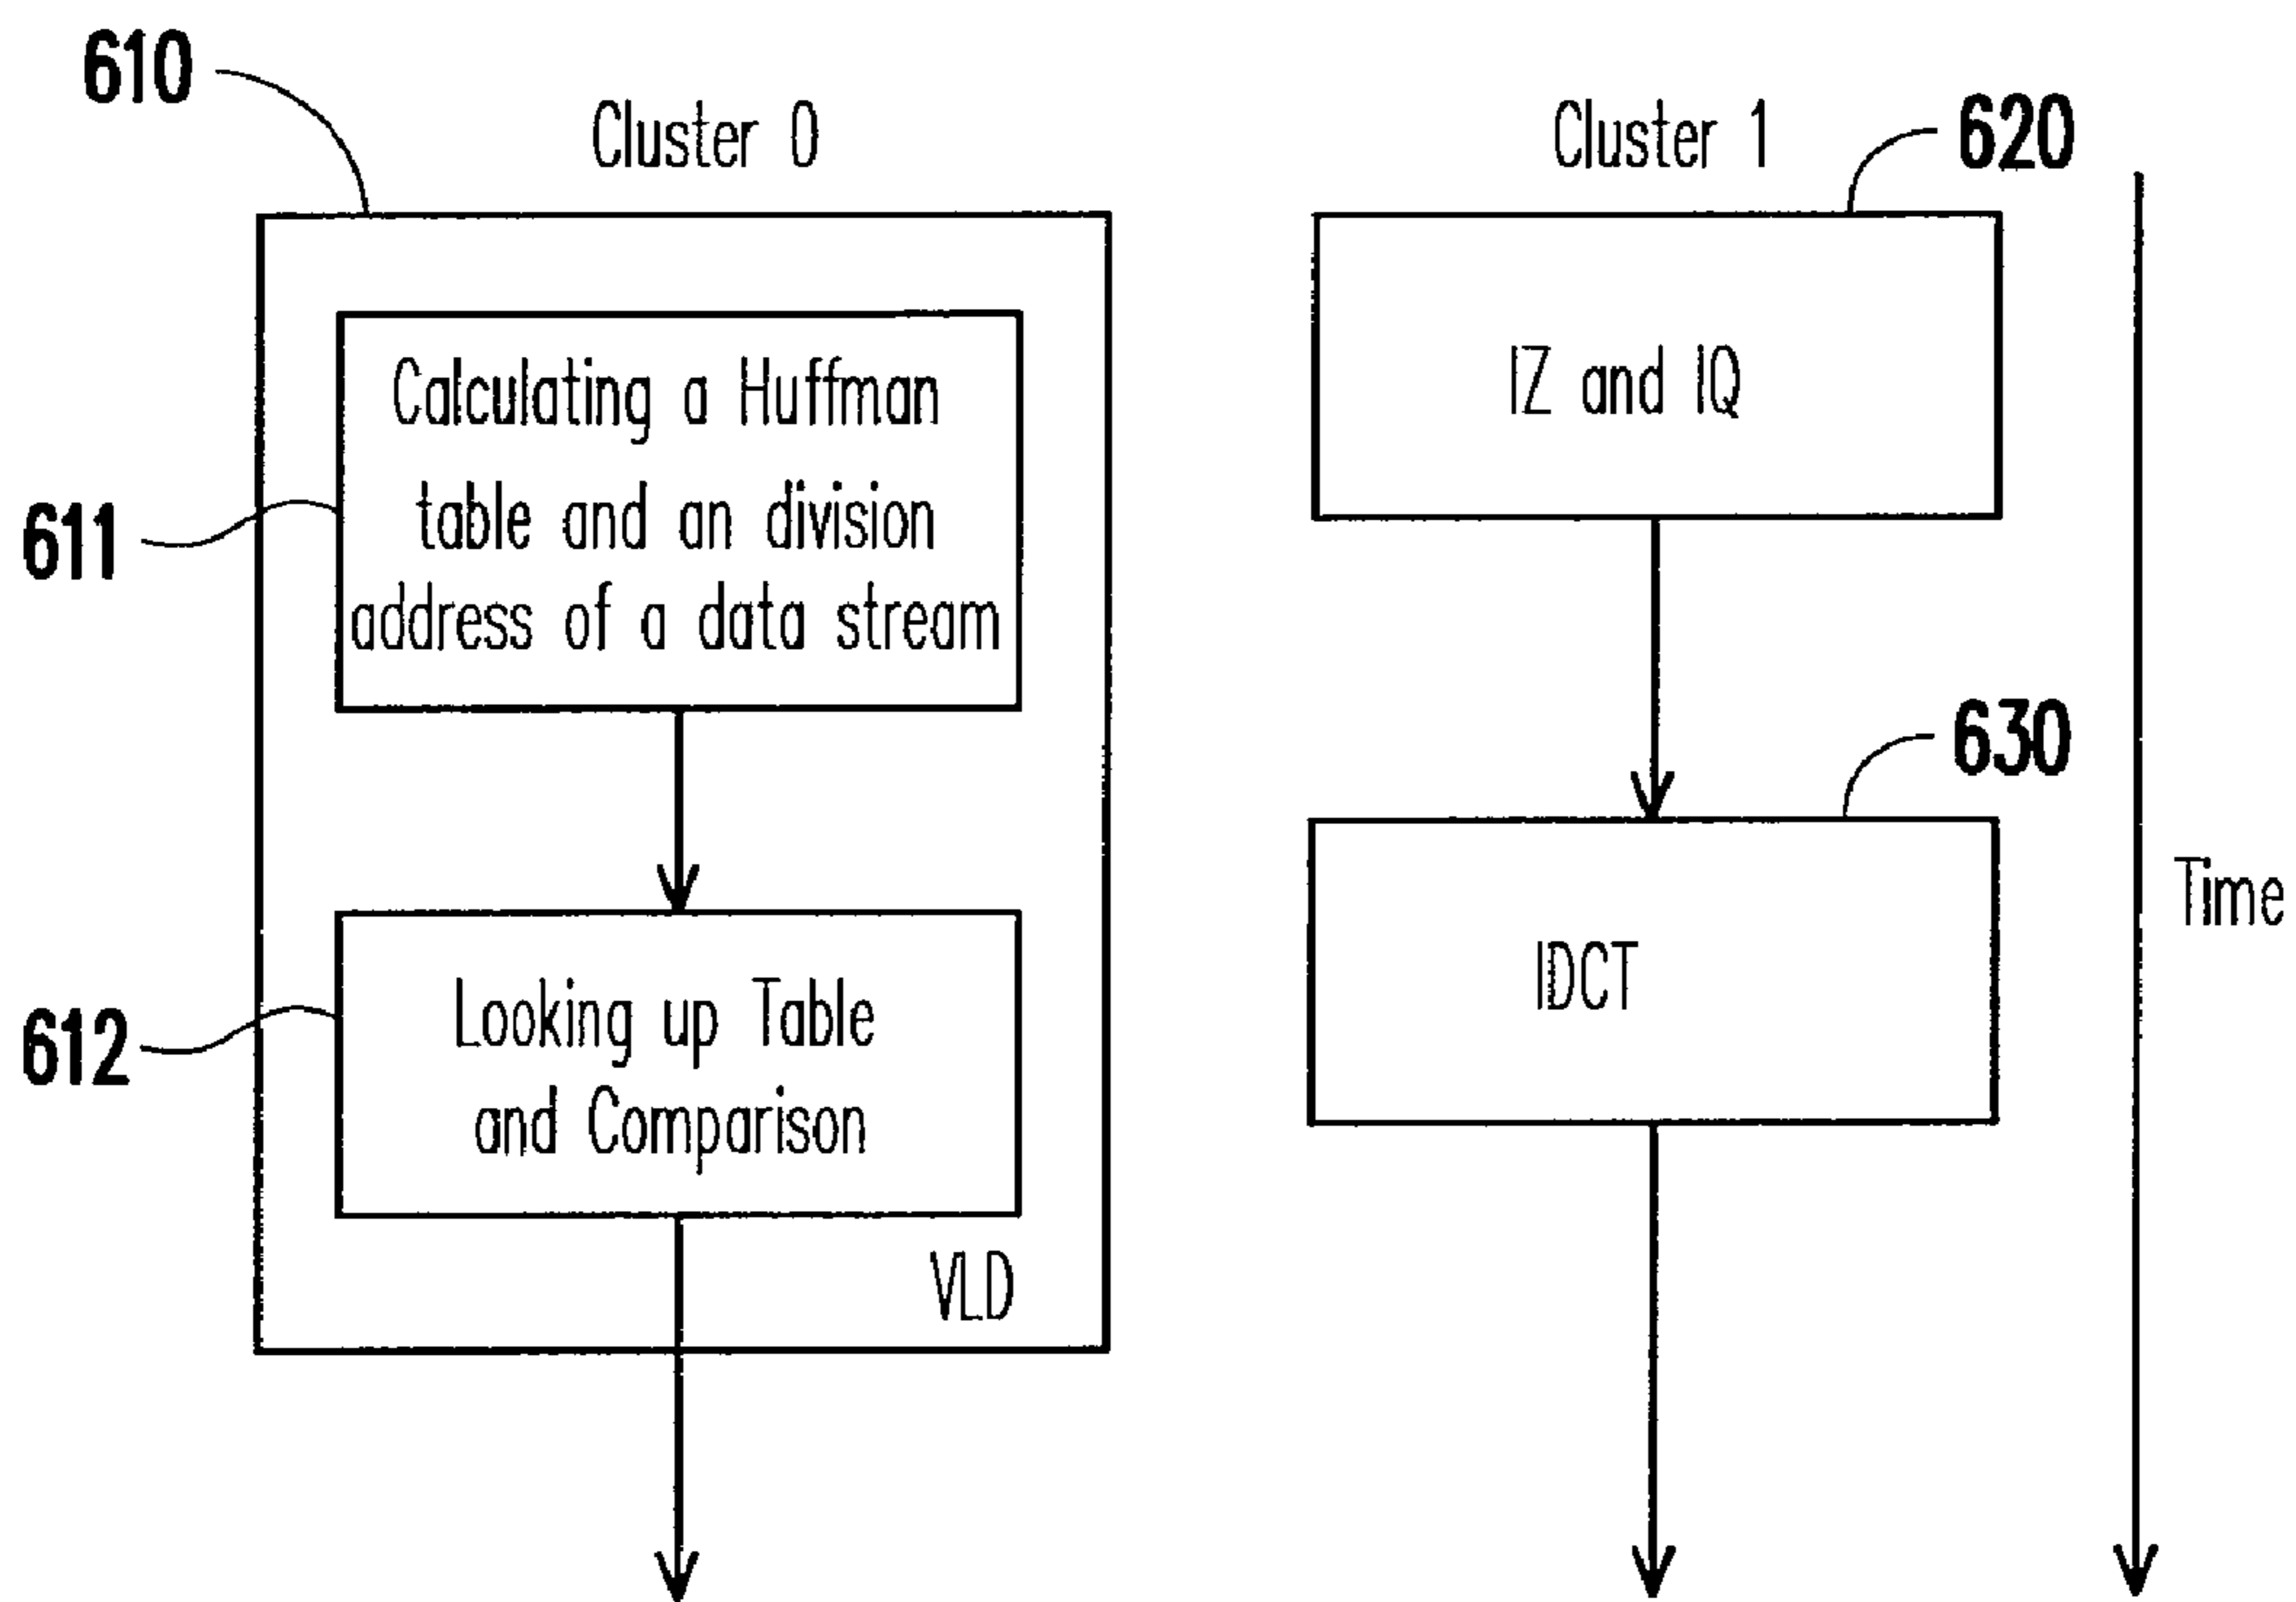 610
Cluster 0
Calculating a Huffman
table and an division
address of a data stream
611
Looking up Table
and Comparison
612
VLD
Cluster 1
620
IZ and IQ
630
IDCT
Time